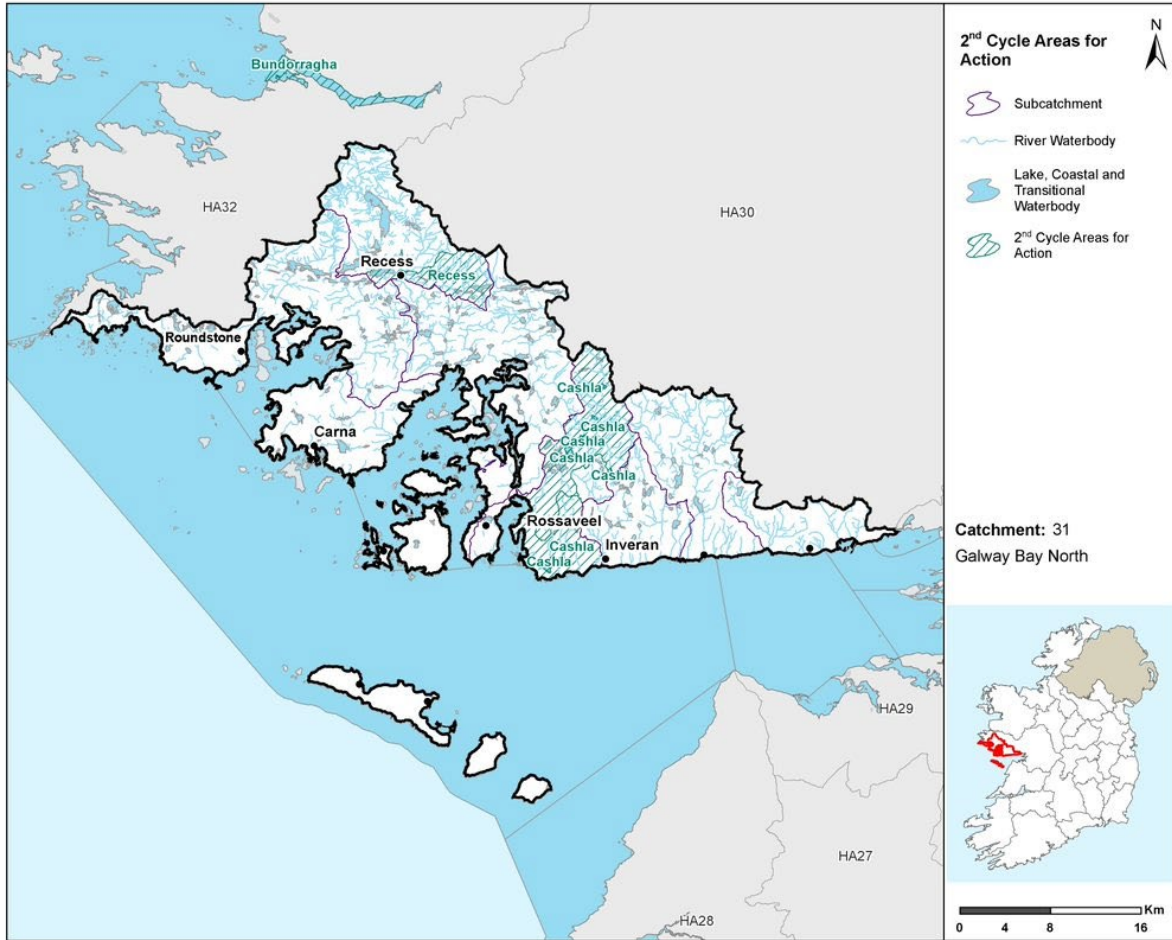 Bundorragha
HA32
HA30
Recess
Recess
Roundstone
Cashla
Carna
Cashla
Cashla
Cashla
Cashla
Rossaveel
Inveran
Cashla
Cashla
HA29
HA27
HA28
2nd Cycle Areas for
Action
N
Subcatchment
River Waterbody
Lake, Coastal and
Transitional
Waterbody
2nd Cycle Areas for
Action
Catchment: 31
Galway Bay North
Km
0 4 8 16